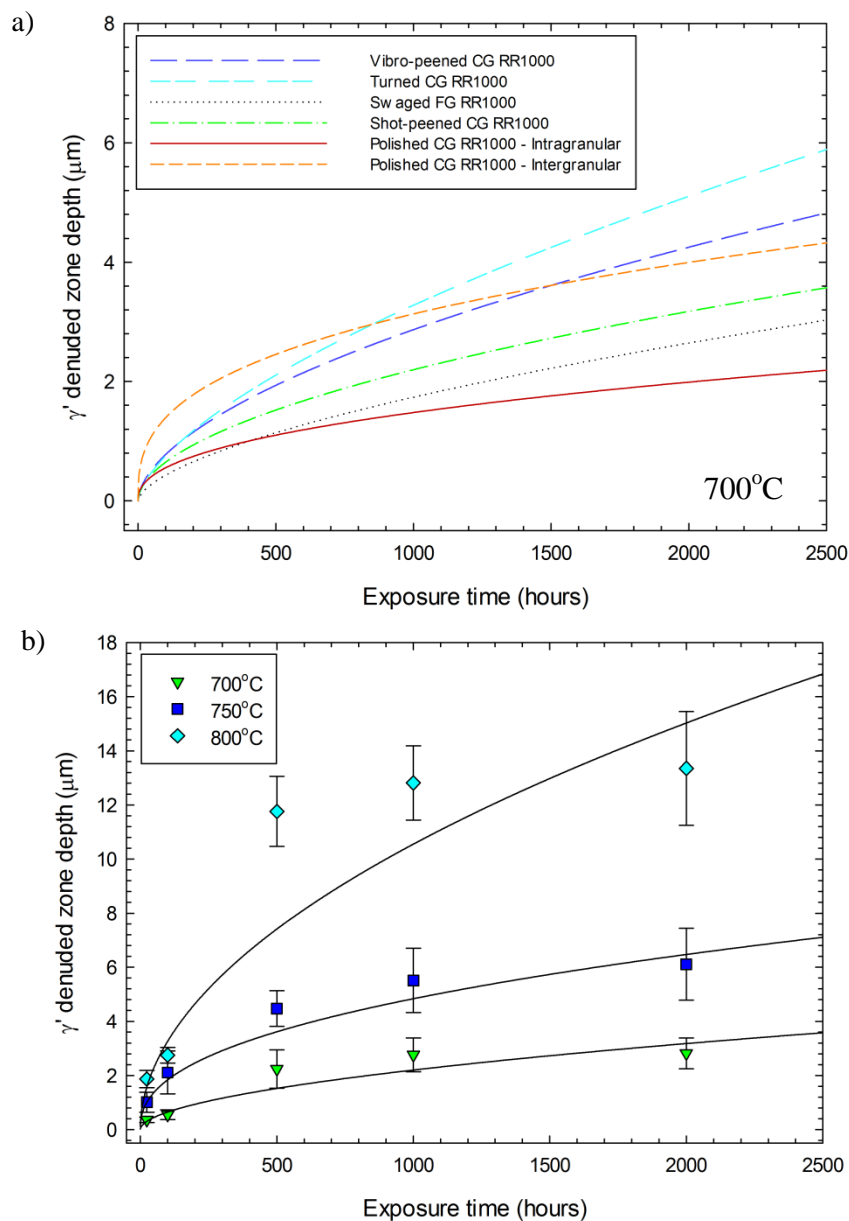 a)
8
6
4
2
0
γ' denuded zone depth (μm)
Vibro-peened CG RR1000
Turned CG RR1000
Swaged FG RR1000
Shot-peened CG RR1000
Polished CG RR1000 - Intragranular
Polished CG RR1000 - Intergranular
700°C
0 500 1000 1500 2000 2500
Exposure time (hours)
b)
18
16
14
12
10
8
6
4
2
0
γ' denuded zone depth (μm)
700°C
750°C
800°C
0 500 1000 1500 2000 2500
Exposure time (hours)